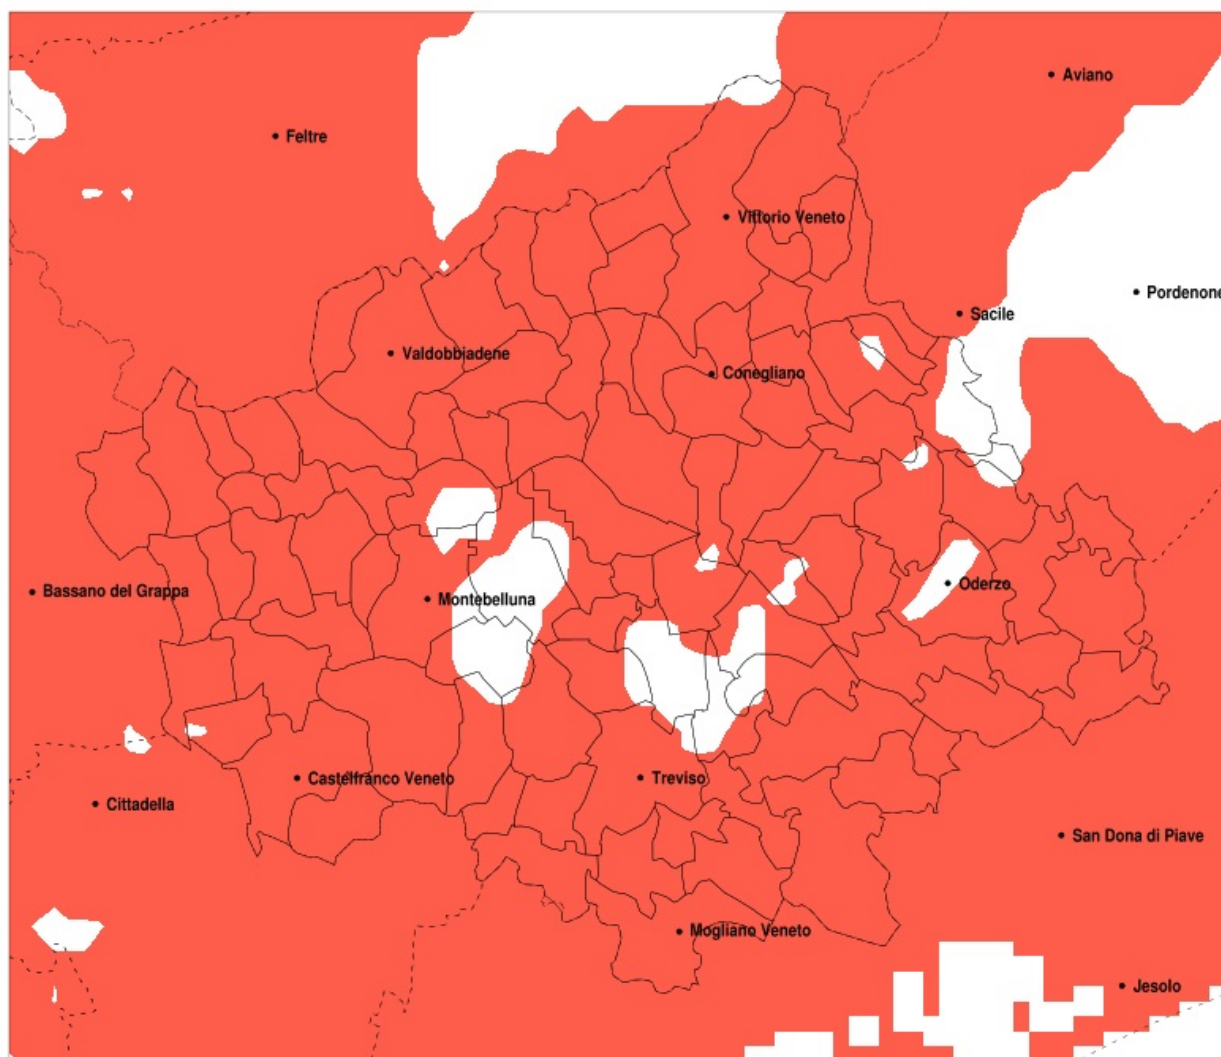 Aviano
Feltre
Vittorio Veneto
Pordenone
Sacile
Valdobbiadene
Conegliano
Bassano del Grappa
Montebelluna
Oderzo
Castelfranco Veneto
Treviso
Cittadella
San Dona di Piave
Mogliano Veneto
Jesolo